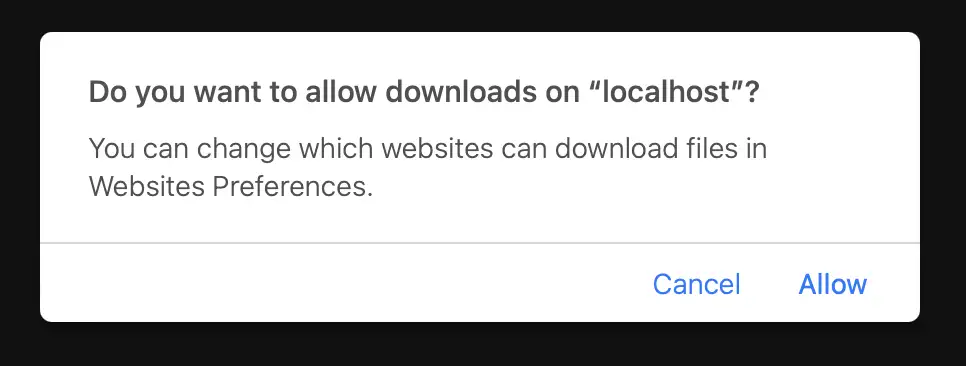 Do you want to allow downloads on “localhost”?
You can change which websites can download files in
Websites Preferences.
Cancel Allow